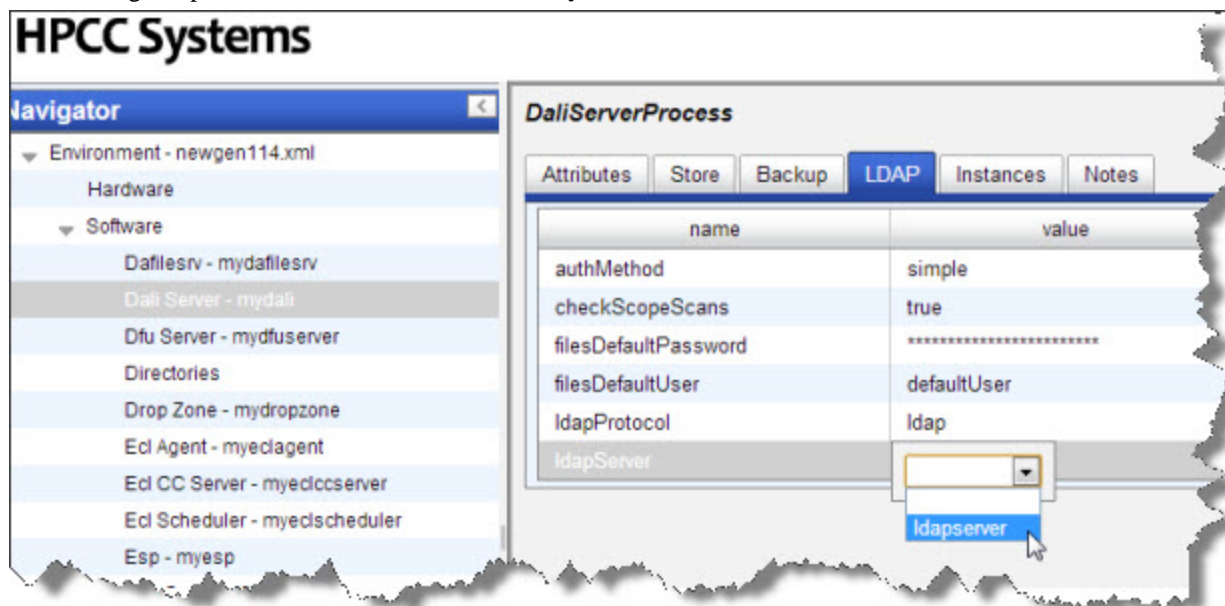 HPCC Systems
Navigator
Environment - newgen114.xml
Hardware
Software
Dafilesrv - mydafilesrv
Dali Server - mydali
Dfu Server - mydfuserver
Directories
Drop Zone - mydropzone
Ecl Agent - myeclagent
Ecl CC Server - myeclccserver
Ecl Scheduler - myeclscheduler
Esp - myesp
DaliServerProcess
Attributes Store Backup LDAP Instances Notes
name value
authMethod simple
checkScopeScans true
filesDefaultPassword ************************
filesDefaultUser defaultUser
ldapProtocol ldap
ldapServer
ldapserver